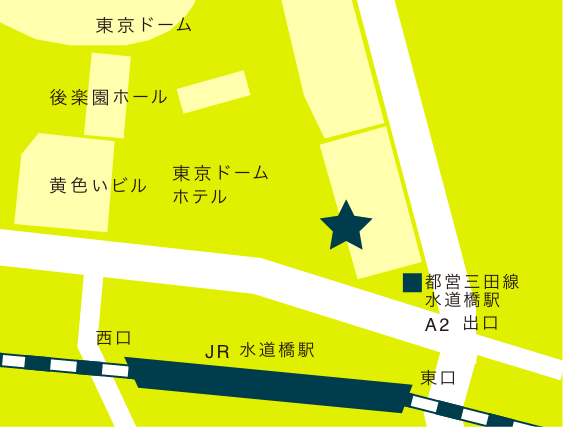 東京ドーム
後楽園ホール
東京ドーム
ホテル
黄色いビル
都営三田線
水道橋駅
A2 出口
西口
JR 水道橋駅
東口